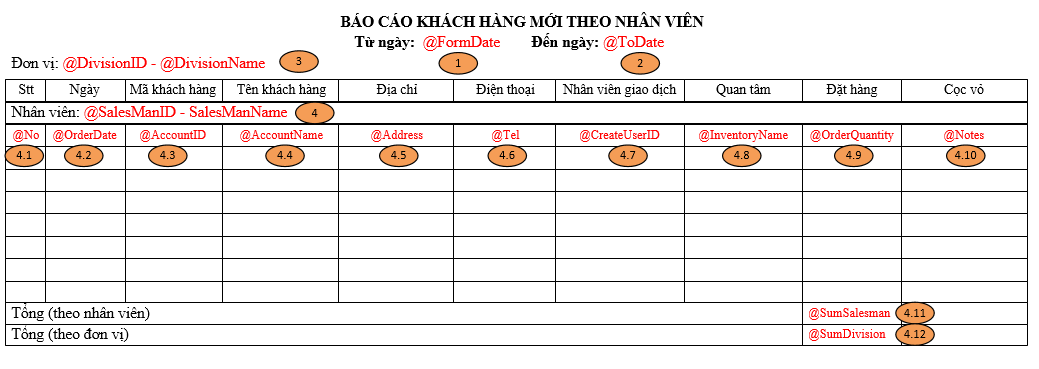 BÁO CÁO KHÁCH HÀNG MỚI THEO NHÂN VIÊN
Từ ngày: @FormDate Đến ngày: @ToDate
Đơn vị: @DivisionID - @DivisionName 3 1 2
Stt Ngày Mã khách hàng Tên khách hàng Địa chỉ Điện thoại Nhân viên giao dịch Quan tâm Đặt hàng Cọc vỏ
Nhân viên: @SalesManID - SalesManName 4
@No @OrderDate @AccountID @AccountName @Address @Tel @CreateUserID @InventoryName @OrderQuantity @Notes
4.1 4.2 4.3 4.4 4.5 4.6 4.7 4.8 4.9 4.10
Tổng (theo nhân viên) @SumSalesman 4.11
Tổng (theo đơn vị) @SumDivision 4.12